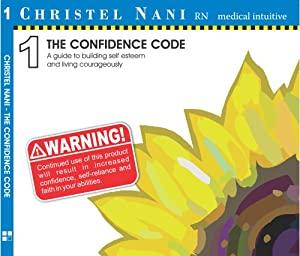 1 CHRISTEL NANI RN medical intuitive
1 THE CONFIDENCE CODE
A guide to building self esteem
and living courageously
CHRISTEL NANI - THE CONFIDENCE CODE
WARNING!
Continued use of this product
will result in increased
confidence, self-reliance and
faith in your abilities.